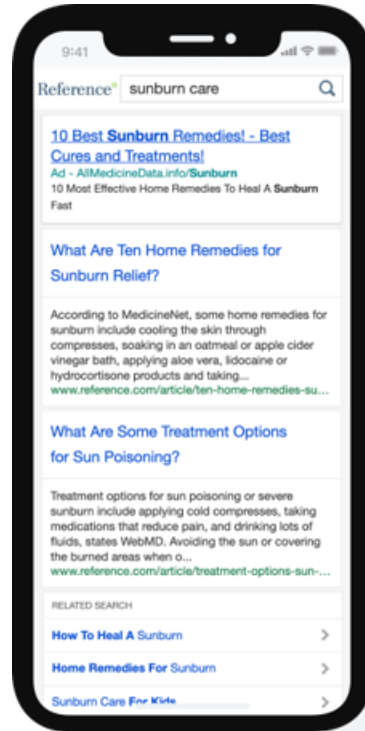 9:41
Reference®
sunburn care
10 Best Sunburn Remedies! - Best
Cures and Treatments!
Ad - AllMedicineData.info/Sunburn
10 Most Effective Home Remedies To Heal A Sunburn
Fast
What Are Ten Home Remedies for
Sunburn Relief?
According to MedicineNet, some home remedies for
sunburn include cooling the skin through
compresses, soaking in an oatmeal or apple cider
vinegar bath, applying aloe vera, lidocaine or
hydrocortisone products and taking...
www.reference.com/article/ten-home-remedies-su...
What Are Some Treatment Options
for Sun Poisoning?
Treatment options for sun poisoning or severe
sunburn include applying cold compresses, taking
medications that reduce pain, and drinking lots of
fluids, states WebMD. Avoiding the sun or covering
the burned areas when o...
www.reference.com/article/treatment-options-sun-...
RELATED SEARCH
How To Heal A Sunburn
Home Remedies For Sunburn
Sunburn Care For Kids